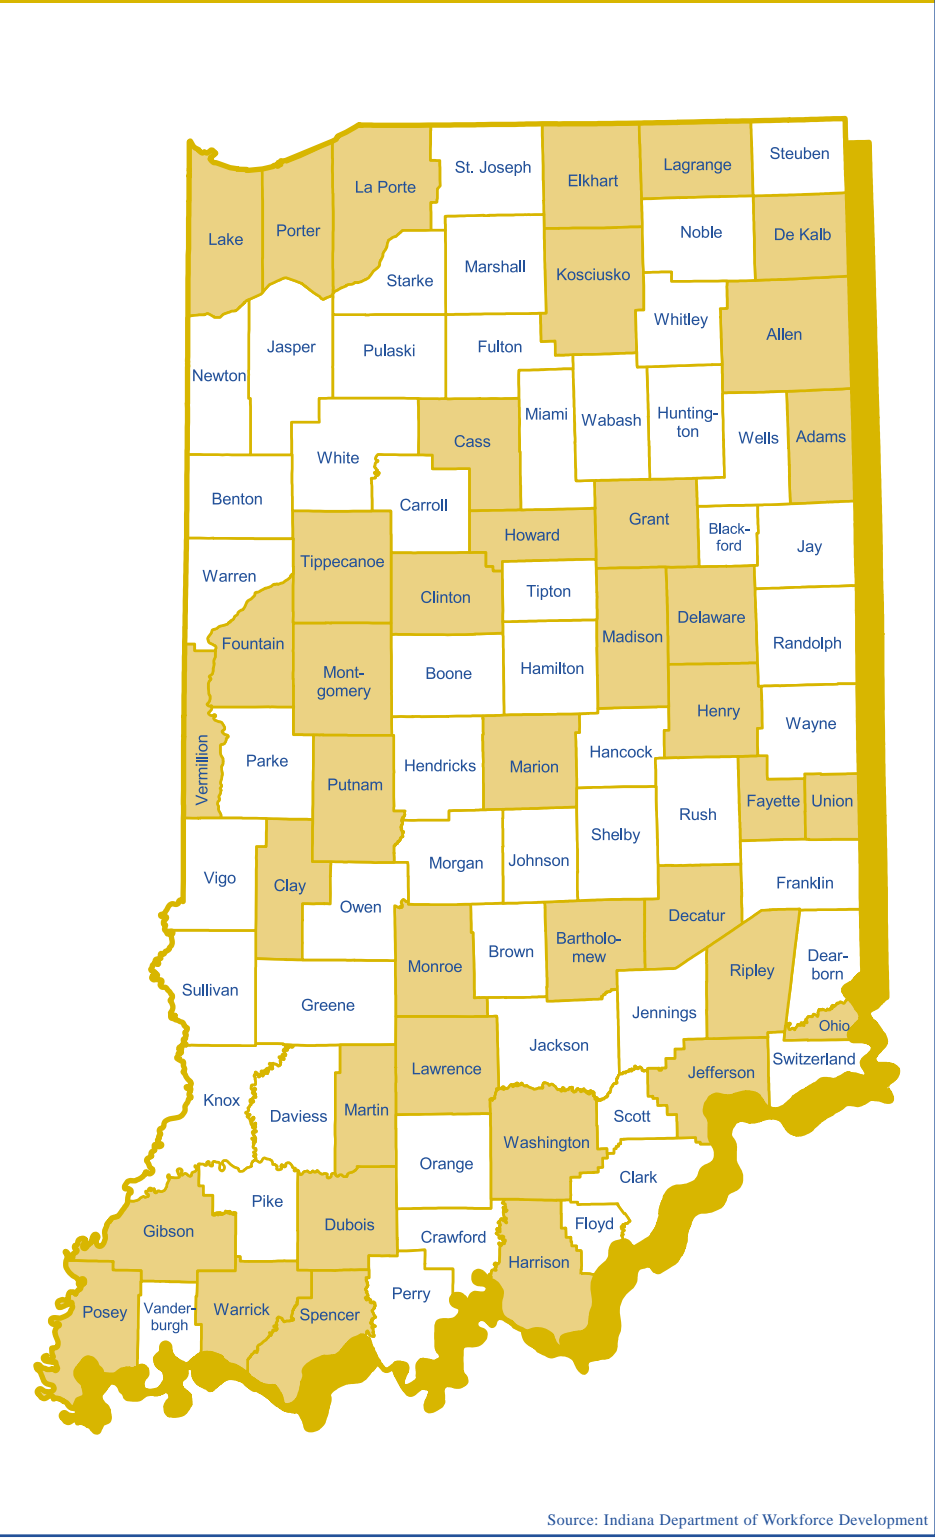 Steuben
St. Joseph
Lagrange
Elkhart
La Porte
Porter
Noble
De Kalb
Lake
Marshall
Kosciusko
Starke
Whitley
Allen
Jasper
Pulaski
Fulton
Newton
Miami
Wabash
Hunting-
ton
Wells
Adams
Cass
White
Benton
Carroll
Grant
Howard
Black-
ford
Jay
Tippecanoe
Warren
Clinton
Tipton
Delaware
Madison
Fountain
Randolph
Mont-
gomery
Boone
Hamilton
Henry
Wayne
Vermillion
Parke
Hendricks
Marion
Hancock
Putnam
Fayette
Union
Rush
Shelby
Morgan
Johnson
Vigo
Clay
Franklin
Owen
Decatur
Bartholo-
mew
Brown
Monroe
Ripley
Dear-
born
Sullivan
Greene
Jennings
Ohio
Jackson
Switzerland
Lawrence
Jefferson
Knox
Daviess
Martin
Scott
Washington
Orange
Clark
Pike
Dubois
Floyd
Gibson
Crawford
Harrison
Perry
Posey
Vander-
burgh
Warrick
Spencer
Source: Indiana Department of Workforce Development